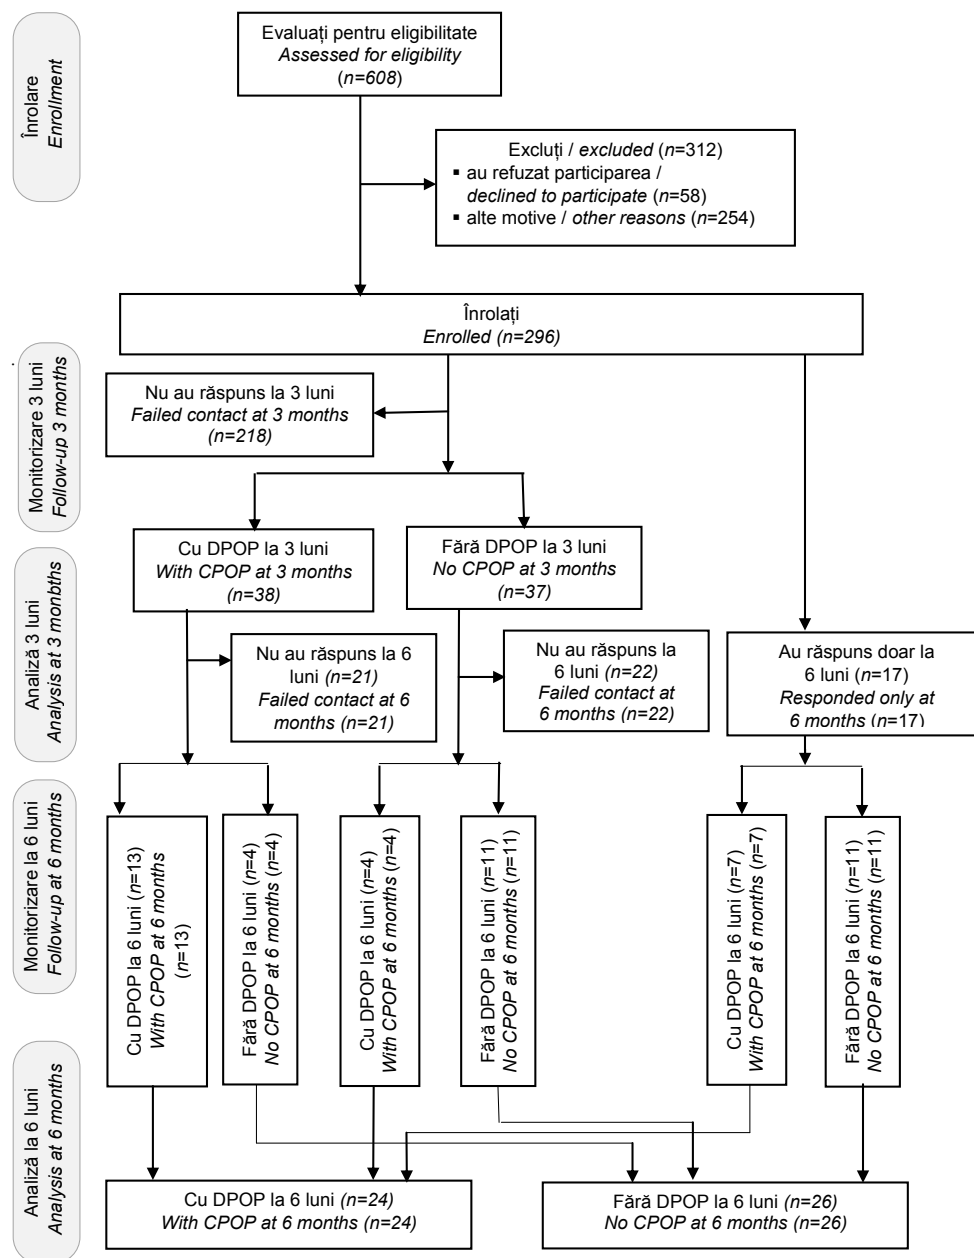 Înrolare
Enrollment
Evaluați pentru eligibilitate
Assessed for eligibility
(n=608)
Excluți / excluded (n=312)
▪ au refuzat participarea /
declined to participate (n=58)
▪ alte motive / other reasons (n=254)
Înrolați
Enrolled (n=296)
Monitorizare 3 luni
Follow-up 3 months
Nu au răspuns la 3 luni
Failed contact at 3 months
(n=218)
Cu DPOP la 3 luni
With CPOP at 3 months
(n=38)
Fără DPOP la 3 luni
No CPOP at 3 months
(n=37)
Analiză 3 luni
Analysis at 3 monbths
Nu au răspuns la 6
luni (n=21)
Failed contact at 6
months (n=21)
Nu au răspuns la
6 luni (n=22)
Failed contact at
6 months (n=22)
Au răspuns doar la
6 luni (n=17)
Responded only at
6 months (n=17)
Monitorizare la 6 luni
Follow-up at 6 months
Cu DPOP la 6 luni (n=13)
With CPOP at 6 months
(n=13)
Fără DPOP la 6 luni (n=4)
No CPOP at 6 months (n=4)
Cu DPOP la 6 luni (n=4)
With CPOP at 6 months (n=4)
Fără DPOP la 6 luni (n=11)
No CPOP at 6 months (n=11)
Cu DPOP la 6 luni (n=7)
With CPOP at 6 months (n=7)
Fără DPOP la 6 luni (n=11)
No CPOP at 6 months (n=11)
Analiză la 6 luni
Analysis at 6 months
Cu DPOP la 6 luni (n=24)
With CPOP at 6 months (n=24)
Fără DPOP la 6 luni (n=26)
No CPOP at 6 months (n=26)